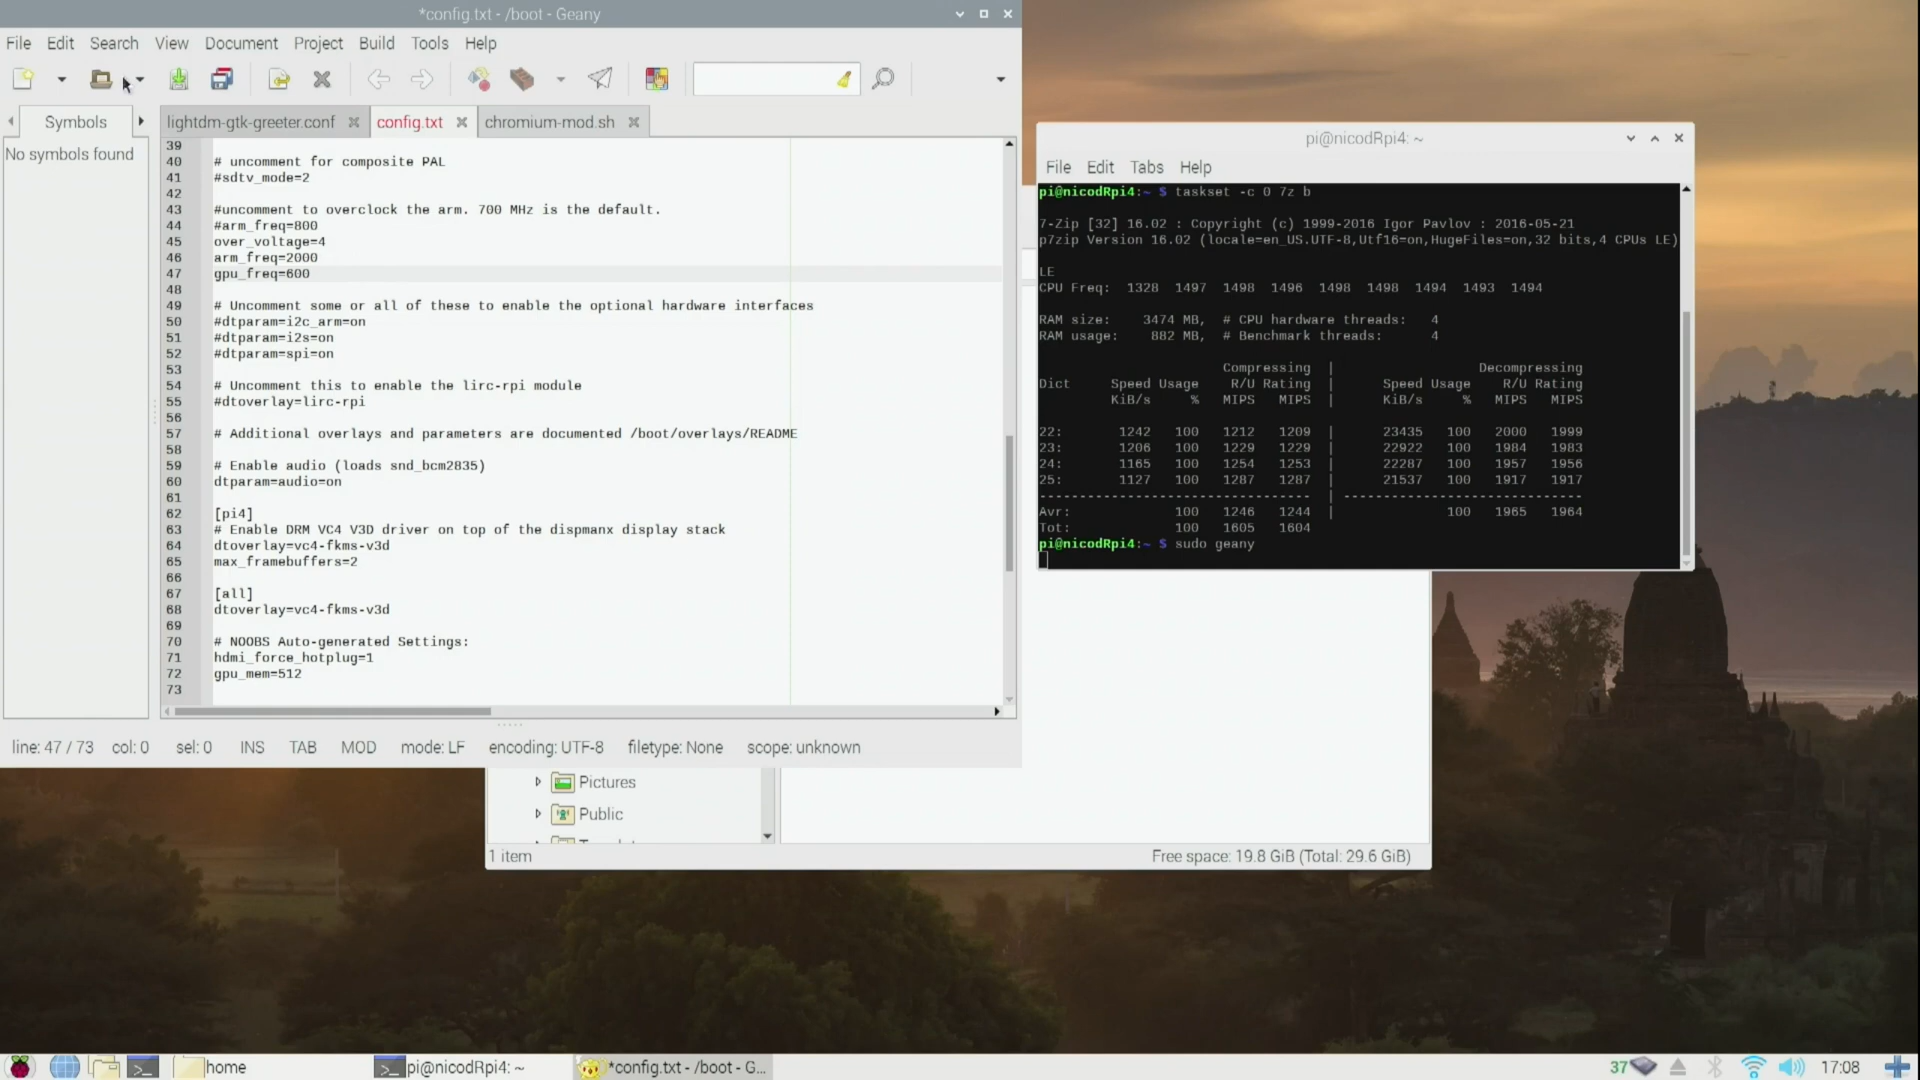 *config.txt - /boot - Geany
File Edit Search View Document Project Build Tools Help
Symbols
No symbols found
lightdm-gtk-greeter.conf
config.txt
chromium-mod.sh
39
40 # uncomment for composite PAL
41 #sdtv_mode=2
42
43 #uncomment to overclock the arm. 700 MHz is the default.
44 #arm_freq=800
45 over_voltage=4
46 arm_freq=2000
47 gpu_freq=600
48
49 # Uncomment some or all of these to enable the optional hardware interfaces
50 #dtparam=i2c_arm=on
51 #dtparam=i2s=on
52 #dtparam=spi=on
53
54 # Uncomment this to enable the lirc-rpi module
55 #dtoverlay=lirc-rpi
56
57 # Additional overlays and parameters are documented /boot/overlays/README
58
59 # Enable audio (loads snd_bcm2835)
60 dtparam=audio=on
61
62 [pi4]
63 # Enable DRM VC4 V3D driver on top of the dispmanx display stack
64 dtoverlay=vc4-fkms-v3d
65 max_framebuffers=2
66
67 [all]
68 dtoverlay=vc4-fkms-v3d
69
70 # NOOBS Auto-generated Settings:
71 hdmi_force_hotplug=1
72 gpu_mem=512
73
line: 47 / 73 col: 0 sel: 0 INS TAB MOD mode: LF encoding: UTF-8 filetype: None scope: unknown
pi@nicodRpi4: ~
File Edit Tabs Help
pi@nicodRpi4:~ $ taskset -c 0 7z b
7-Zip [32] 16.02 : Copyright (c) 1999-2016 Igor Pavlov : 2016-05-21
p7zip Version 16.02 (locale=en_US.UTF-8,Utf16=on,HugeFiles=on,32 bits,4 CPUs LE)
LE
CPU Freq: 1328 1497 1498 1496 1498 1498 1494 1493 1494
RAM size: 3474 MB, # CPU hardware threads: 4
RAM usage: 882 MB, # Benchmark threads: 4
Compressing | Decompressing
Dict Speed Usage R/U Rating | Speed Usage R/U Rating
KiB/s % MIPS MIPS | KiB/s % MIPS MIPS
22: 1242 100 1212 1209 | 23435 100 2000 1999
23: 1206 100 1229 1229 | 22922 100 1984 1983
24: 1165 100 1254 1253 | 22287 100 1957 1956
25: 1127 100 1287 1287 | 21537 100 1917 1917
---------------------------------- | ------------------------------
Avr: 100 1246 1244 | 100 1965 1964
Tot: 100 1605 1604
pi@nicodRpi4:~ $ sudo geany
Pictures
Public
1 item
Free space: 19.8 GiB (Total: 29.6 GiB)
home
pi@nicodRpi4: ~
*config.txt - /boot - G...
37
17:08